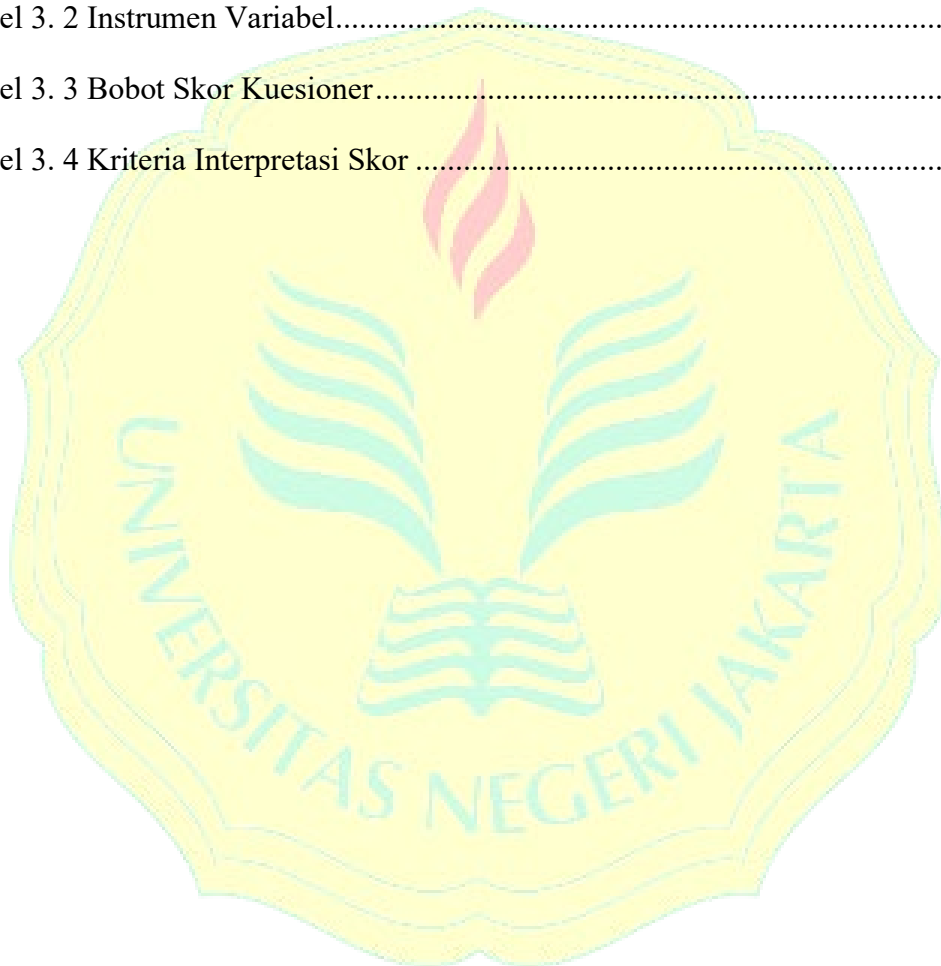 el 3. 2 Instrumen Variabel.......................................................................
el 3. 3 Bobot Skor Kuesioner..................................................................
el 3. 4 Kriteria Interpretasi Skor ..............................................................
UNIVERSITAS NEGERI JAKARTA